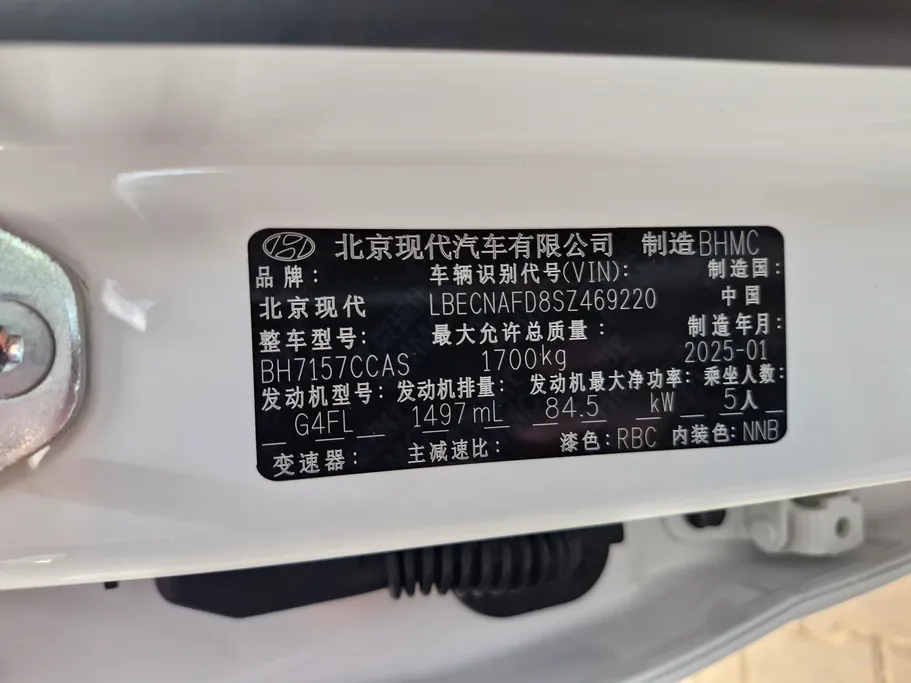 北京现代汽车有限公司 制造BHMC
品牌： 车辆识别代号(VIN)： 制造国：
北京现代 LBECNAFD8SZ469220 中国
整车型号： 最大允许总质量： 制造年月：
BH7157CCAS 1700kg 2025-01
发动机型号： 发动机排量： 发动机最大净功率： 乘坐人数：
G4FL 1497mL 84.5 kW 5人
变速器： 主减速比： 漆色：RBC 内装色：NNB